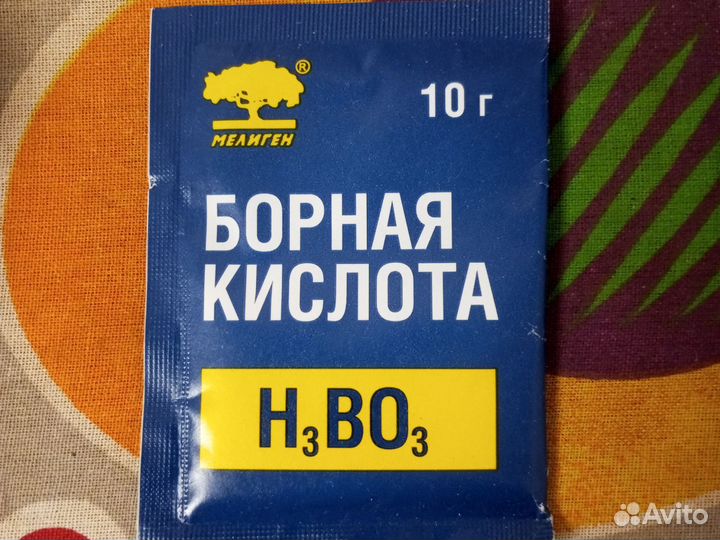 ®
МЕЛИГЕН
10 г
БОРНАЯ
КИСЛОТА
H₃BO₃
Avito